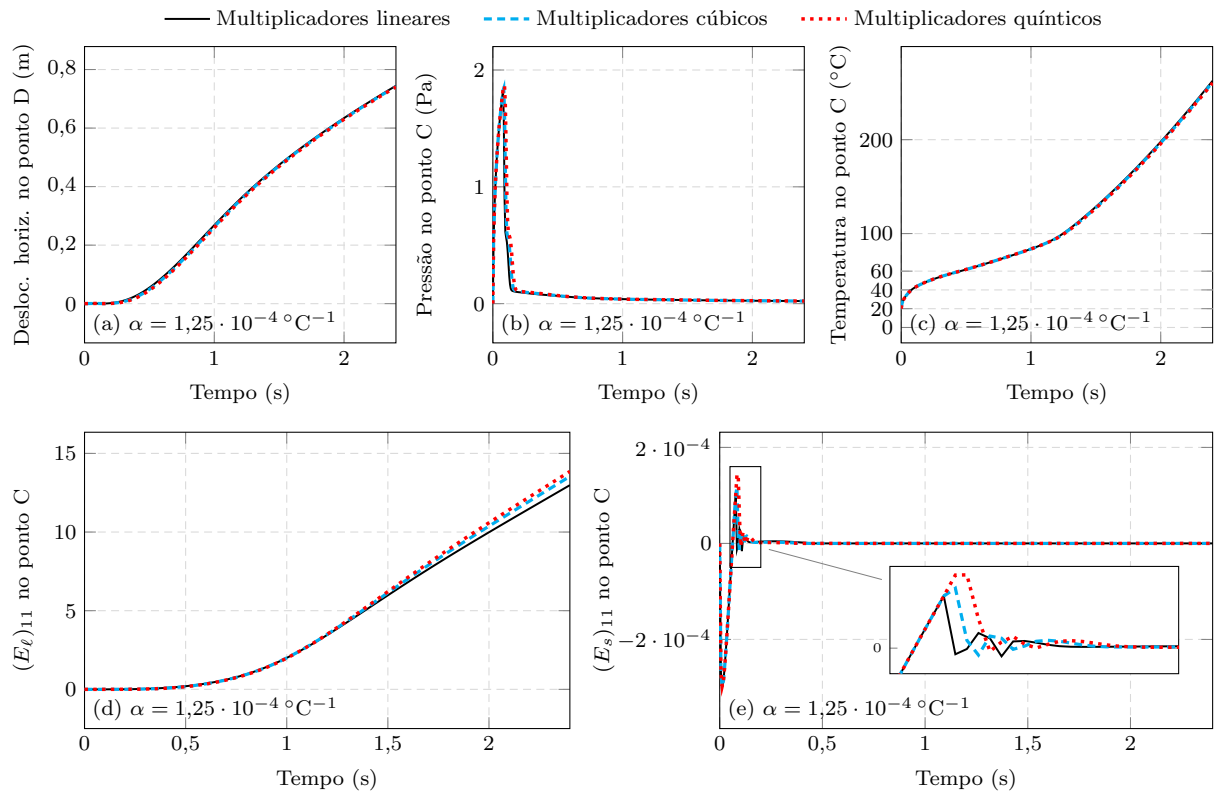 Multiplicadores lineares
Multiplicadores cúbicos
Multiplicadores quínticos
Desloc. horiz. no ponto D (m)
0,8
0,6
0,4
0,2
0
(a) α = 1,25 · 10⁻⁴ °C⁻¹
0
1
2
Tempo (s)
Pressão no ponto C (Pa)
2
1
0
(b) α = 1,25 · 10⁻⁴ °C⁻¹
0
1
2
Tempo (s)
Temperatura no ponto C (°C)
200
100
60
40
20
0
(c) α = 1,25 · 10⁻⁴ °C⁻¹
0
1
2
Tempo (s)
(Eℓ)₁₁ no ponto C
15
10
5
0
(d) α = 1,25 · 10⁻⁴ °C⁻¹
0
0,5
1
1,5
2
Tempo (s)
(Eₛ)₁₁ no ponto C
2 · 10⁻⁴
0
−2 · 10⁻⁴
0
(e) α = 1,25 · 10⁻⁴ °C⁻¹
0
0,5
1
1,5
2
Tempo (s)